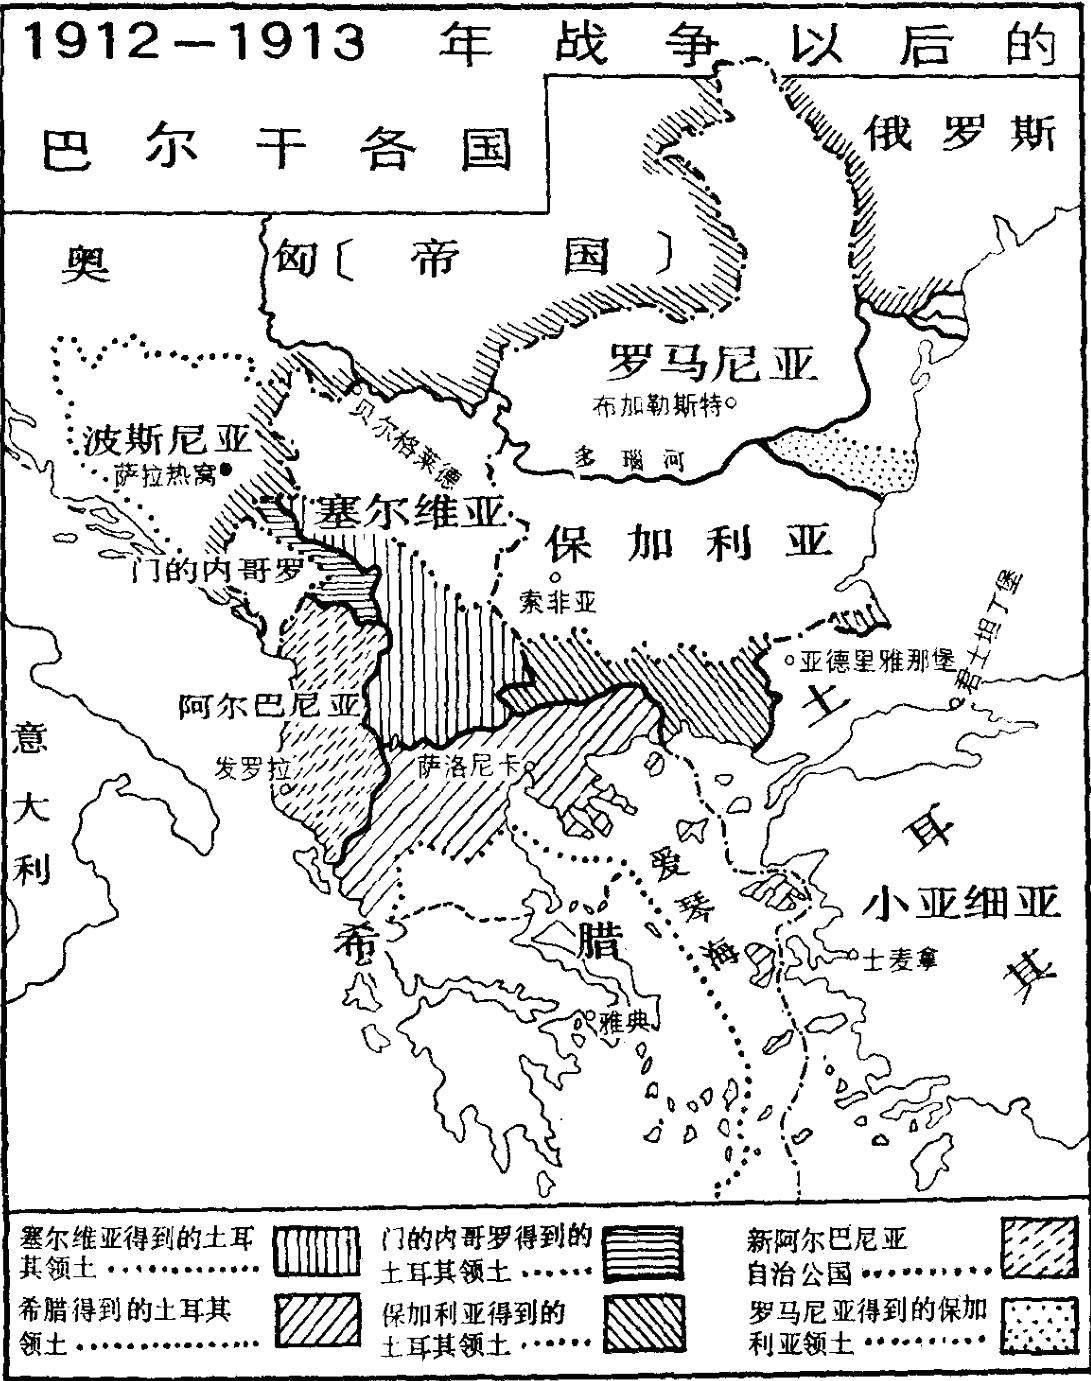 1912—1913 年战争以后的
巴尔干各国
俄罗斯
奥 匈〔帝 国〕
罗马尼亚
布加勒斯特
贝尔格莱德
波斯尼亚
萨拉热窝
多瑙河
塞尔维亚
保加利亚
门的内哥罗
索非亚
君士坦丁堡
亚德里雅那堡
阿尔巴尼亚
土耳其
意大利
发罗拉
萨洛尼卡
爱琴海
小亚细亚
希腊
士麦拿
雅典
塞尔维亚得到的土耳
其领土
门的内哥罗得到的
土耳其领土
新阿尔巴尼亚
自治公国
希腊得到的土耳其
领土
保加利亚得到的
土耳其领土
罗马尼亚得到的保加
利亚领土